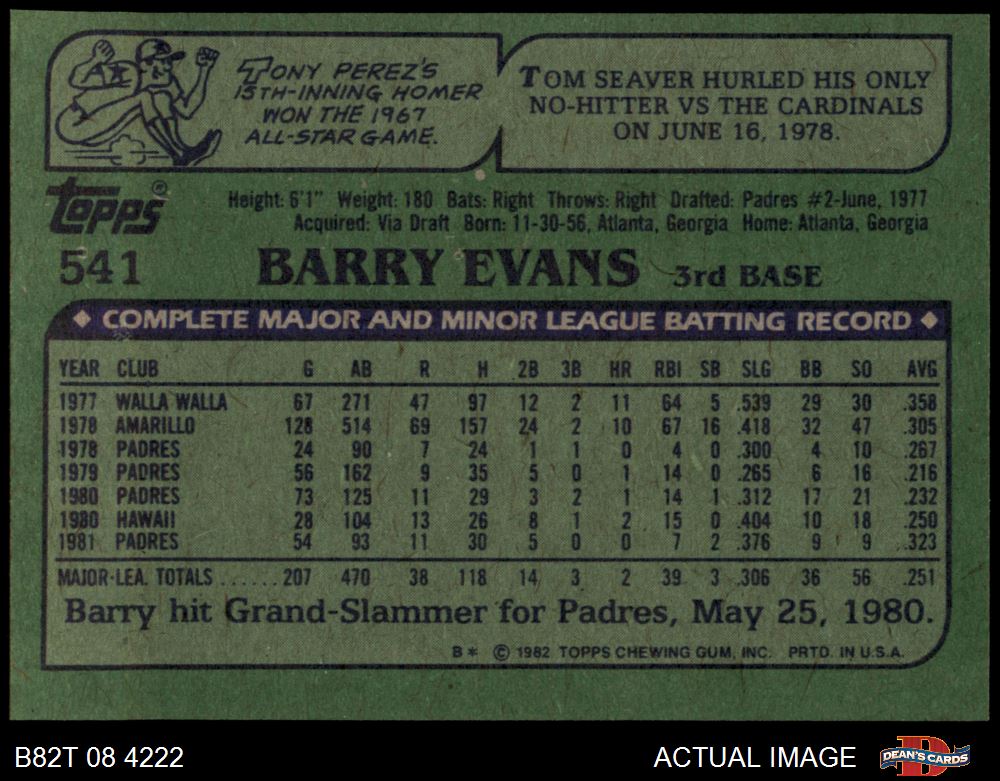 TONY PEREZ'S
15TH-INNING HOMER
WON THE 1967
ALL-STAR GAME.
TOM SEAVER HURLED HIS ONLY
NO-HITTER VS THE CARDINALS
ON JUNE 16, 1978.
topps®
Height: 6'1" Weight: 180 Bats: Right Throws: Right Drafted: Padres #2-June, 1977
Acquired: Via Draft Born: 11-30-56, Atlanta, Georgia Home: Atlanta, Georgia
541 BARRY EVANS 3rd BASE
◆ COMPLETE MAJOR AND MINOR LEAGUE BATTING RECORD ◆
YEAR CLUB G AB R H 2B 3B HR RBI SB SLG BB SO AVG
1977 WALLA WALLA 67 271 47 97 12 2 11 64 5 .539 29 30 .358
1978 AMARILLO 128 514 69 157 24 2 10 67 16 .418 32 47 .305
1978 PADRES 24 90 7 24 1 1 0 4 0 .300 4 10 .267
1979 PADRES 56 162 9 35 5 0 1 14 0 .265 6 16 .216
1980 PADRES 73 125 11 29 3 2 1 14 1 .312 17 21 .232
1980 HAWAII 28 104 13 26 8 1 2 15 0 .404 10 18 .250
1981 PADRES 54 93 11 30 5 0 0 7 2 .376 9 9 .323
MAJOR-LEA. TOTALS ......207 470 38 118 14 3 2 39 3 .306 36 56 .251
Barry hit Grand-Slammer for Padres, May 25, 1980.
B* © 1982 TOPPS CHEWING GUM, INC. PRTD. IN U.S.A.
B82T 08 4222 ACTUAL IMAGE DEAN'S CARDS